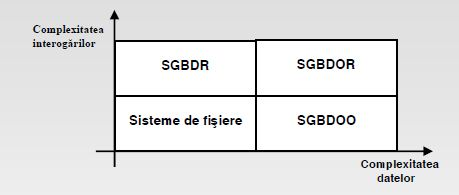 Complexitatea
interogărilor
SGBDR
SGBDOR
Sisteme de fişiere
SGBDOO
Complexitatea
datelor